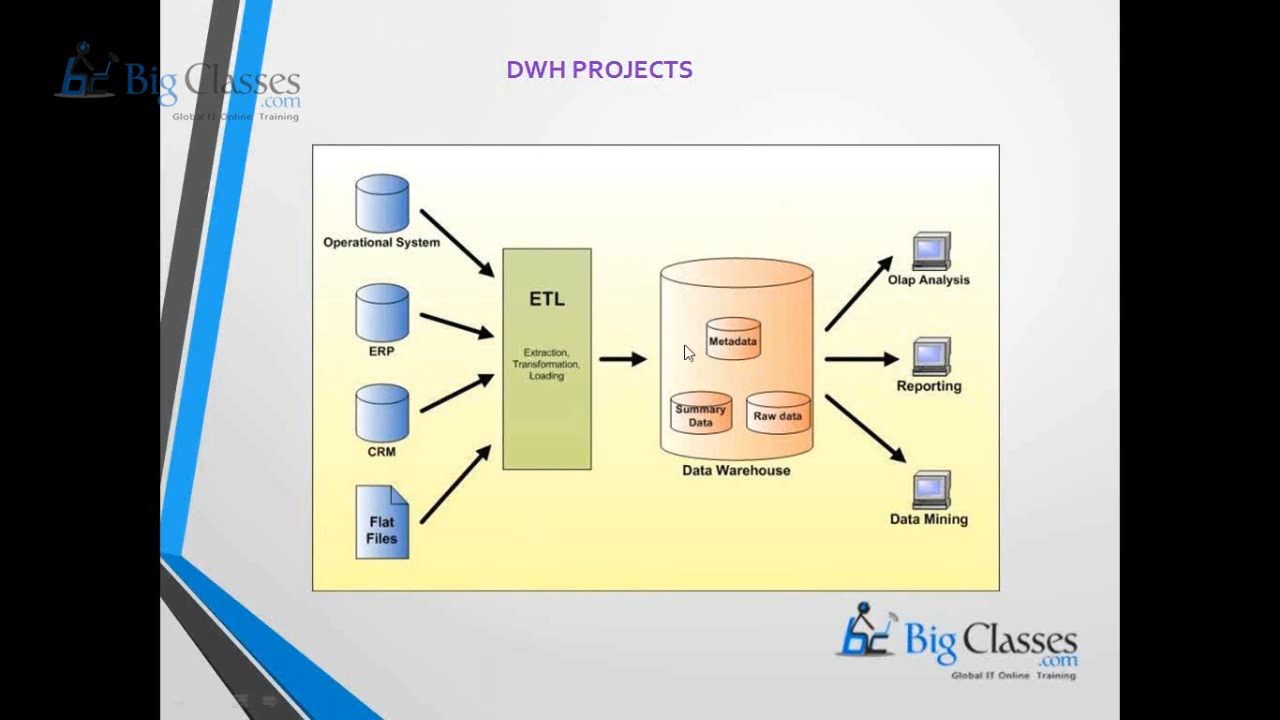 Big Classes
.com
Global IT Online Training
DWH PROJECTS
Operational System
ERP
CRM
Flat
Files
ETL
Extraction,
Transformation,
Loading
Metadata
Summary
Data
Raw data
Data Warehouse
Olap Analysis
Reporting
Data Mining
Big Classes
.com
Global IT Online Training